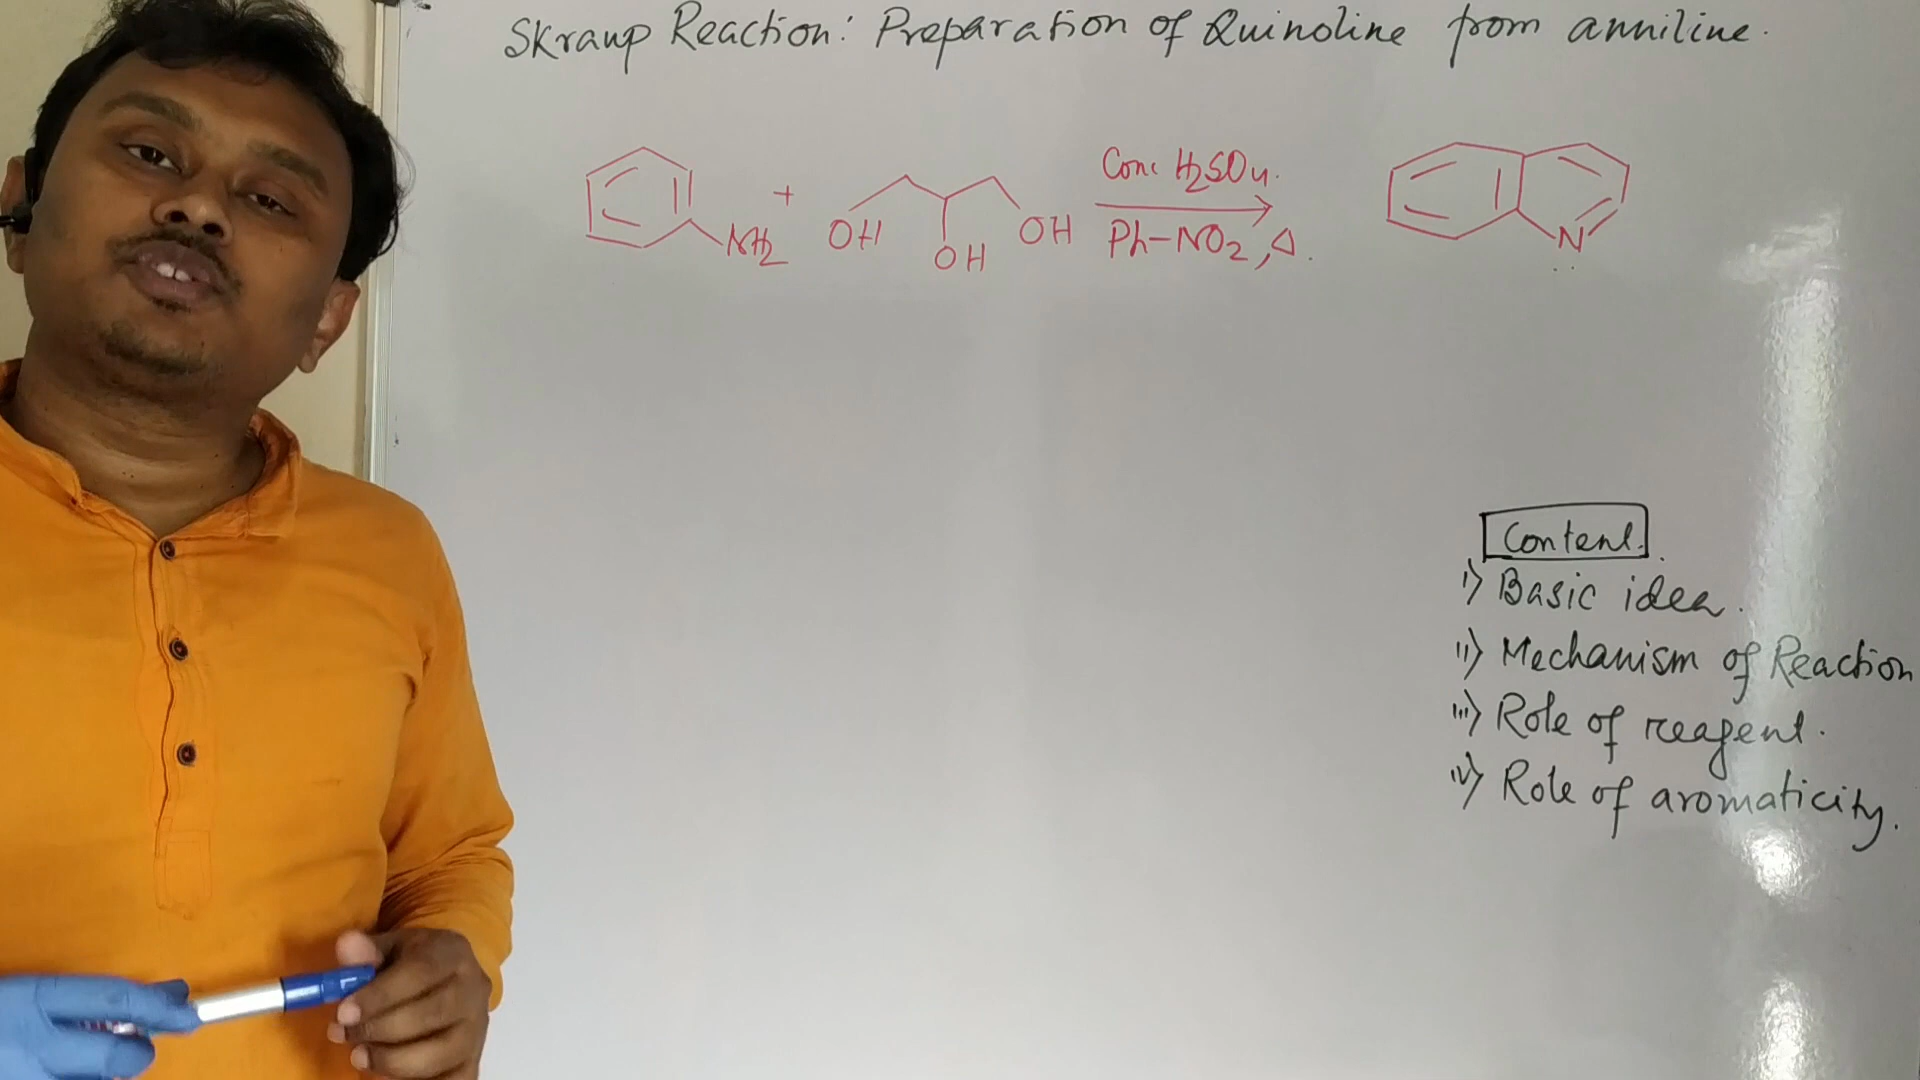 Skraup Reaction: Preparation of Quinoline from anniline.
Conc H2SO4.
NH2 + OH OH OH Ph-NO2, Δ. N
Content.
i) Basic idea.
ii) Mechanism of Reaction
iii) Role of reagent.
iv) Role of aromaticity.